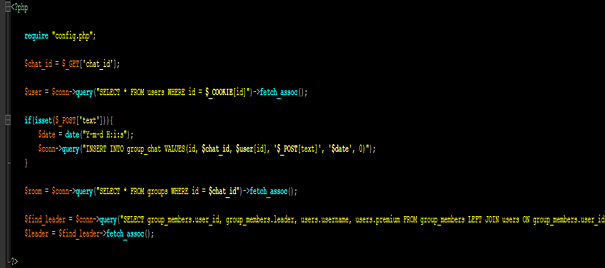 <?php
require "config.php";
$chat_id = $_GET['chat_id'];
$user = $conn->query("SELECT * FROM users WHERE id = $_COOKIE[id]")->fetch_assoc();
if(isset($_POST['text'])){
$date = date("Y-m-d H:i:s");
$conn->query("INSERT INTO group_chat VALUES(id, $chat_id, $user[id], '$_POST[text]', '$date', 0)");
}
$room = $conn->query("SELECT * FROM groups WHERE id = $chat_id")->fetch_assoc();
$find_leader = $conn->query("SELECT group_members.user_id, group_members.leader, users.username, users.premium FROM group_members LEFT JOIN users ON group_members.user_id
$leader = $find_leader->fetch_assoc();
?>